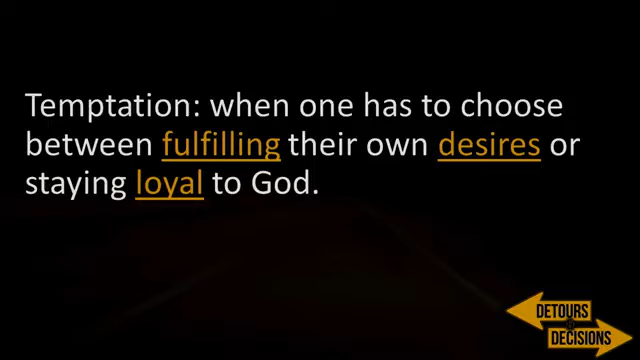 Temptation: when one has to choose
between fulfilling their own desires or
staying loyal to God.
DETOURS
&
DECISIONS